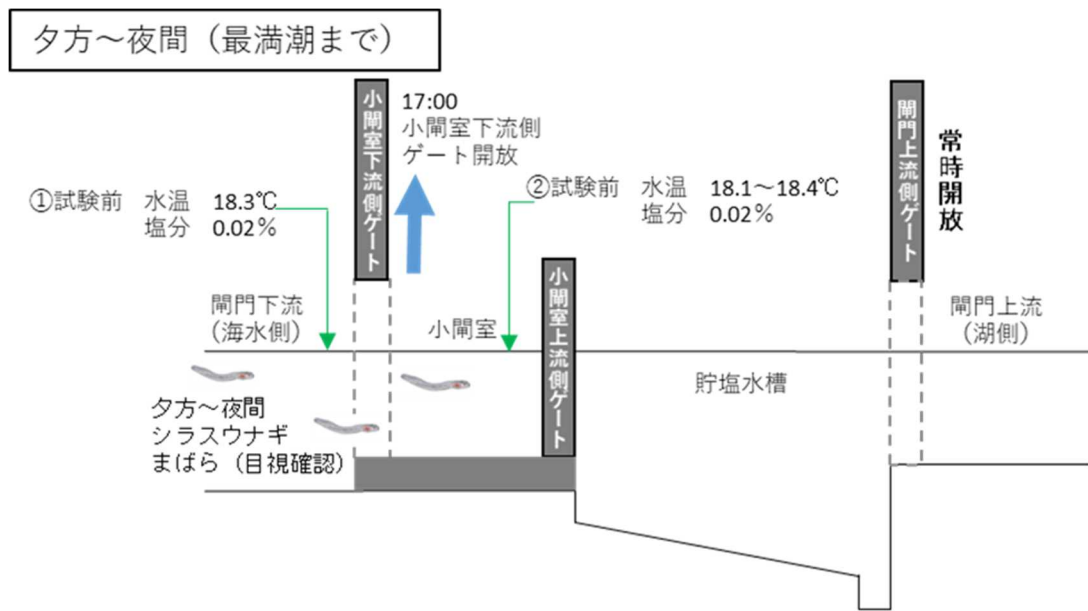 夕方～夜間（最満潮まで）
小閘室下流側ゲート
17:00
小閘室下流側
ゲート開放
閘門上流側ゲート
常時開放
①試験前 水温 18.3℃
塩分 0.02%
②試験前 水温 18.1～18.4℃
塩分 0.02%
閘門下流
(海水側)
小閘室
小閘室上流側ゲート
閘門上流
(湖側)
貯塩水槽
夕方～夜間
シラスウナギ
まばら（目視確認）